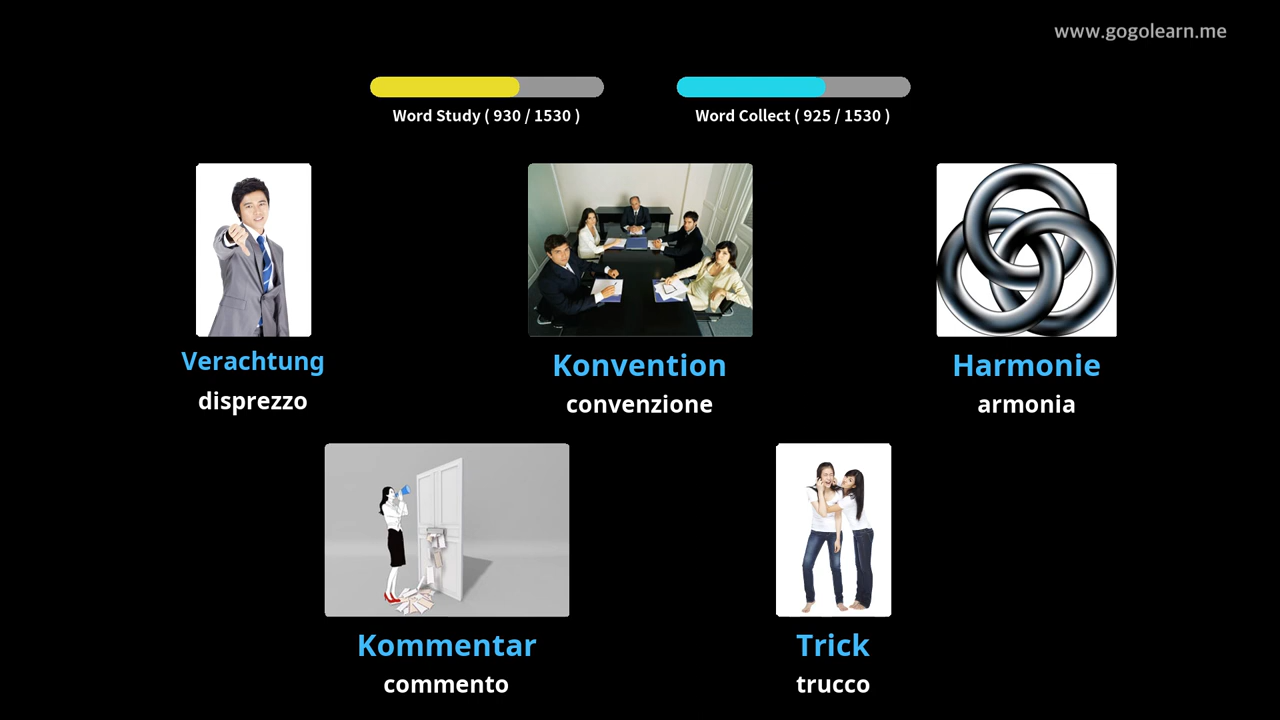 www.gogolearn.me
Word Study ( 930 / 1530 )
Word Collect ( 925 / 1530 )
Verachtung
disprezzo
Konvention
convenzione
Harmonie
armonia
Kommentar
commento
Trick
trucco